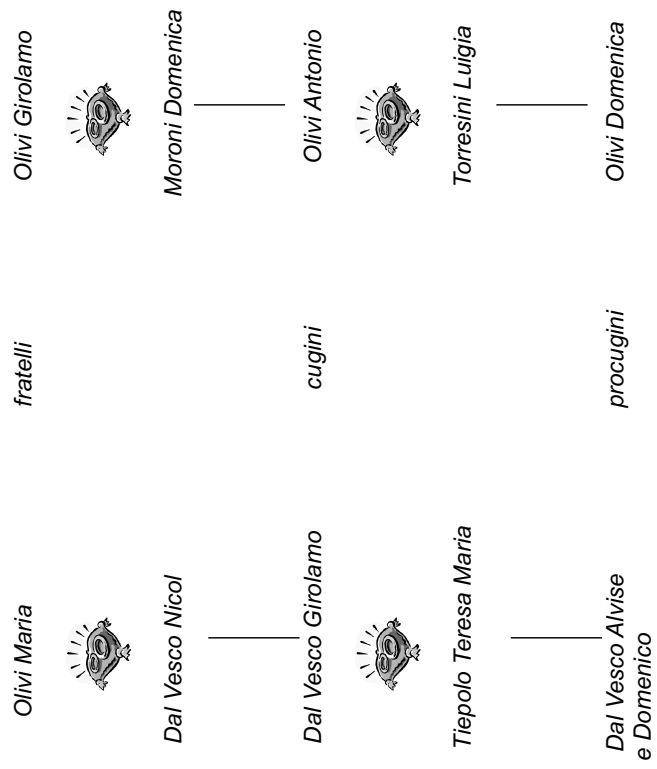 Olivi Maria
fratelli
Olivi Girolamo
Dal Vesco Nicol
Moroni Domenica
Dal Vesco Girolamo
cugini
Olivi Antonio
Tiepolo Teresa Maria
Torresini Luigia
Dal Vesco Alvise
e Domenico
procugini
Olivi Domenica